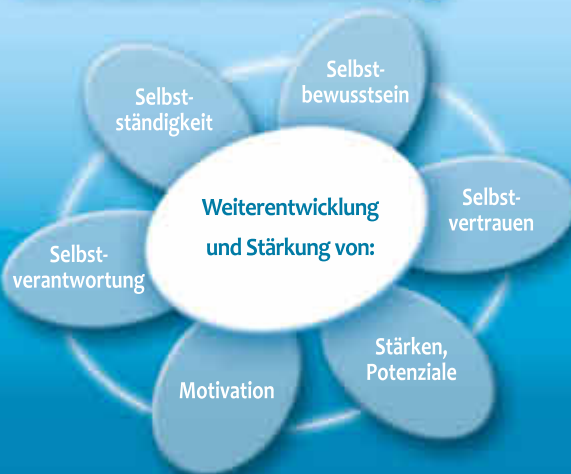 Weiterentwicklung
und Stärkung von:
Selbst-
bewusstsein
Selbst-
vertrauen
Stärken,
Potenziale
Motivation
Selbst-
verantwortung
Selbst-
ständigkeit